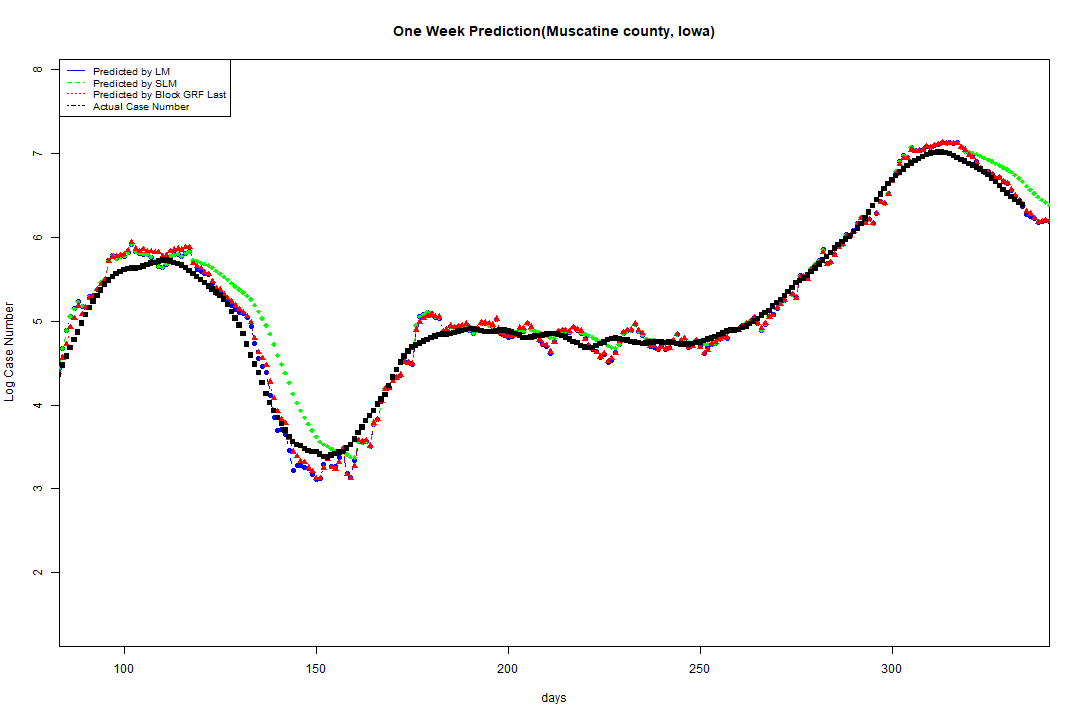 One Week Prediction(Muscatine county, Iowa)
Predicted by LM
Predicted by SLM
Predicted by Block GRF Last
Actual Case Number
8
7
6
5
4
3
2
Log Case Number
100 150 200 250 300
days